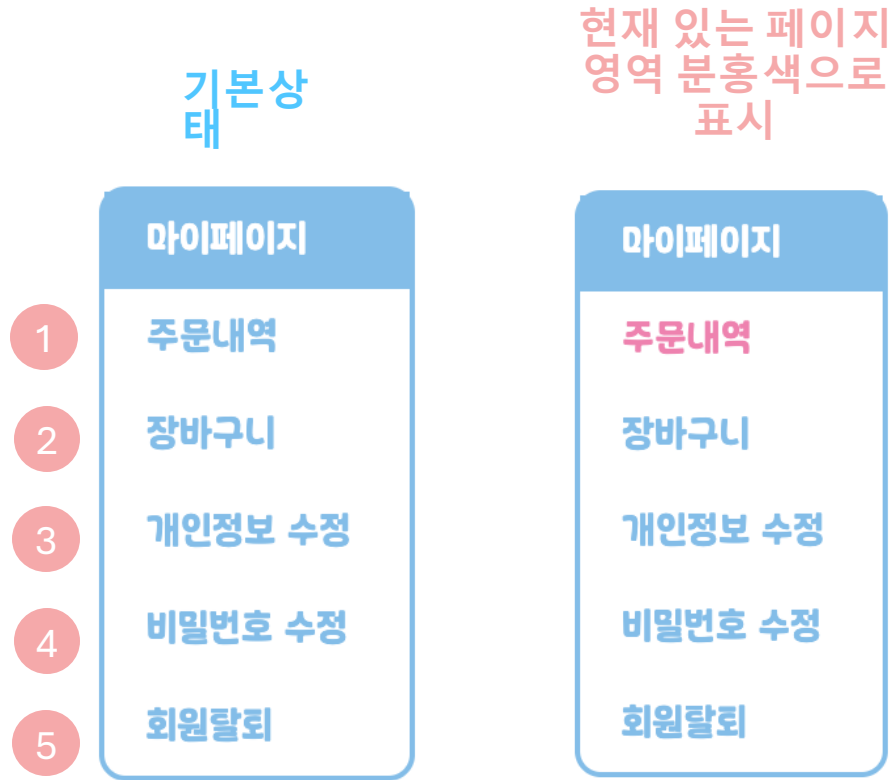 기본상
태
마이페이지
1
주문내역
2
장바구니
3
개인정보 수정
4
비밀번호 수정
5
회원탈퇴
현재 있는 페이지
영역 분홍색으로
표시
마이페이지
주문내역
장바구니
개인정보 수정
비밀번호 수정
회원탈퇴